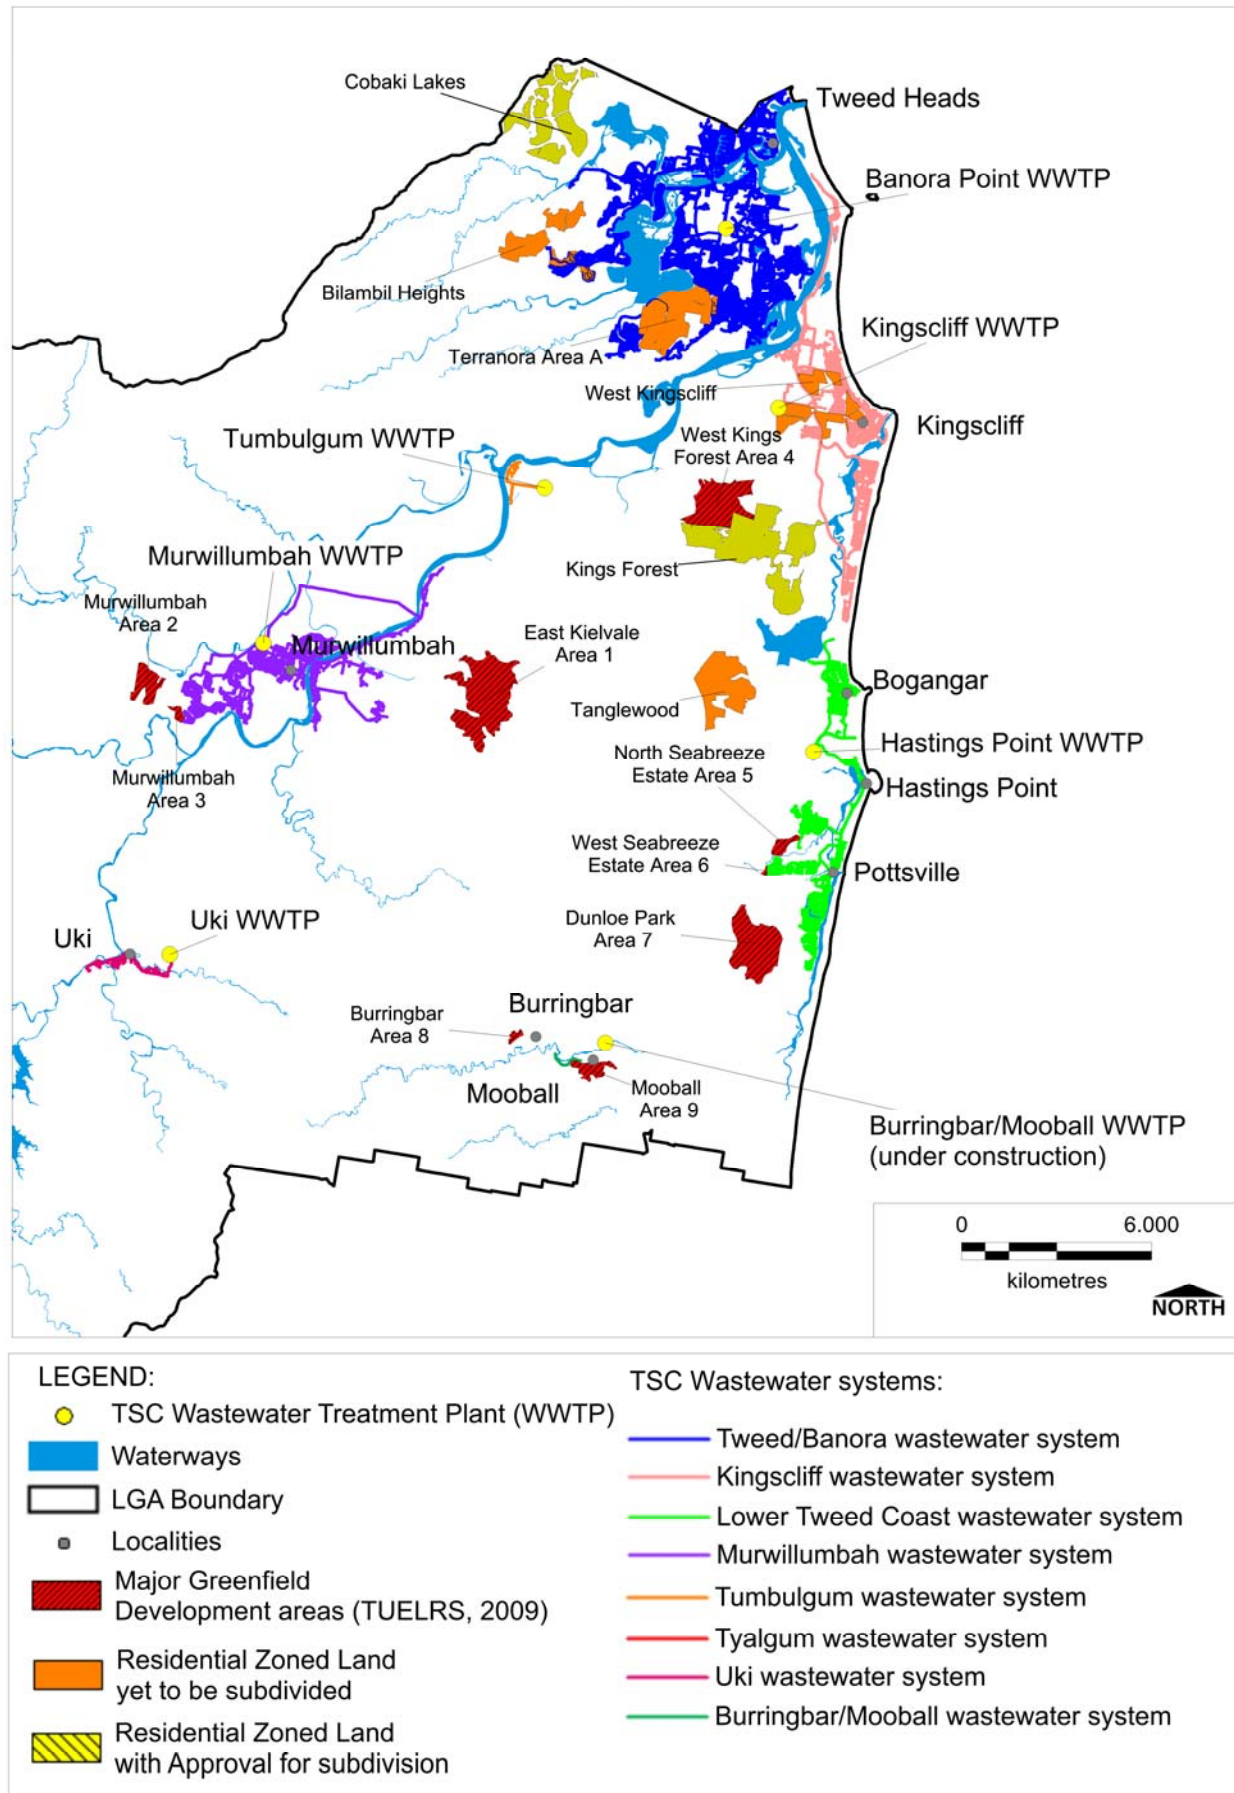 Cobaki Lakes
Tweed Heads
Banora Point WWTP
Bilambil Heights
Kingscliff WWTP
Terranora Area A
West Kingscliff
Kingscliff
Tumbulgum WWTP
West Kings
Forest Area 4
Murwillumbah WWTP
Kings Forest
Murwillumbah
Area 2
East Kielvale
Area 1
Murwillumbah
Bogangar
Tanglewood
Hastings Point WWTP
North Seabreeze
Estate Area 5
Murwillumbah
Area 3
Hastings Point
West Seabreeze
Estate Area 6
Pottsville
Dunloe Park
Area 7
Uki WWTP
Uki
Burringbar
Burringbar
Area 8
Mooball
Mooball
Area 9
Burringbar/Mooball WWTP
(under construction)
0 6.000
kilometres
NORTH
LEGEND:
TSC Wastewater Treatment Plant (WWTP)
Waterways
LGA Boundary
Localities
Major Greenfield
Development areas (TUELRS, 2009)
Residential Zoned Land
yet to be subdivided
Residential Zoned Land
with Approval for subdivision
TSC Wastewater systems:
Tweed/Banora wastewater system
Kingscliff wastewater system
Lower Tweed Coast wastewater system
Murwillumbah wastewater system
Tumbulgum wastewater system
Tyalgum wastewater system
Uki wastewater system
Burringbar/Mooball wastewater system